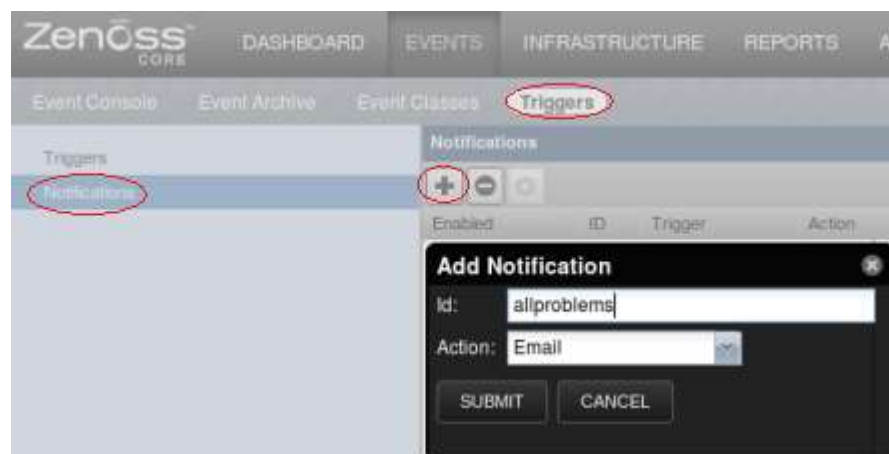 Zenoss
CORE
DASHBOARD EVENTS INFRASTRUCTURE REPORTS A
Event Console Event Archive Event Classes Triggers
Triggers
Notifications
Notifications
Enabled ID Trigger Action
Add Notification
Id: allproblems
Action: Email
SUBMIT CANCEL